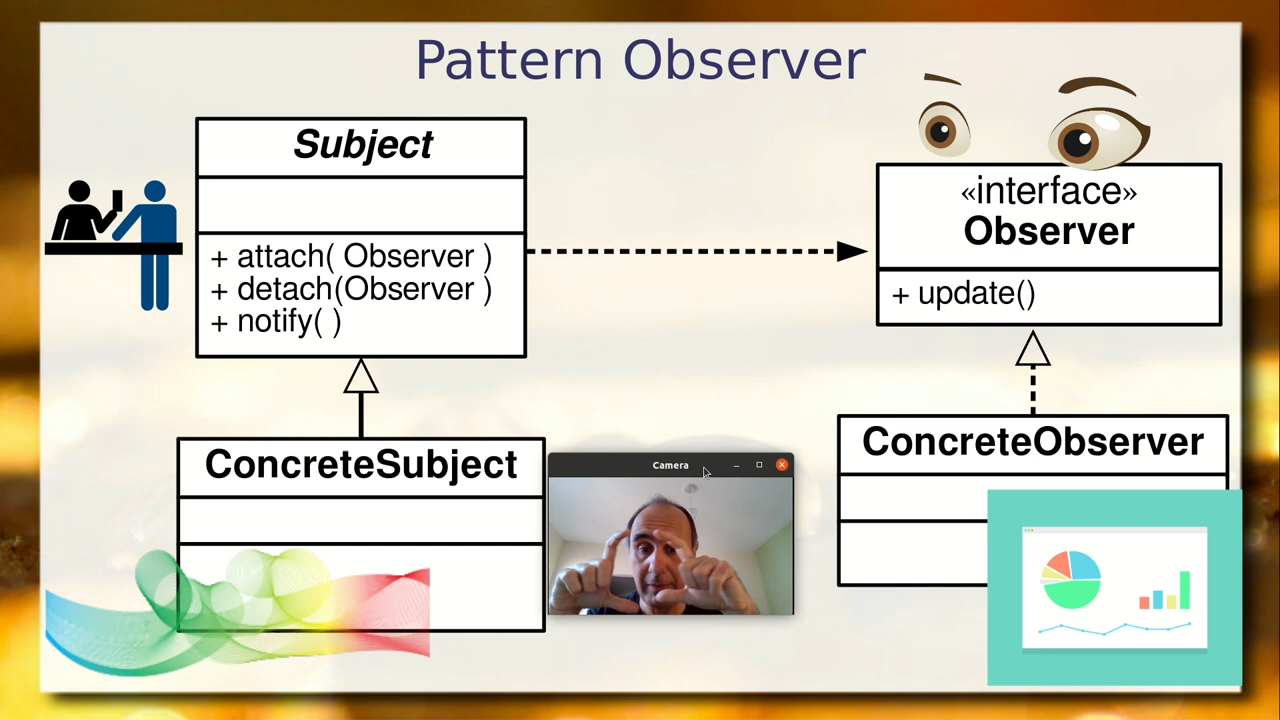 Pattern Observer
Subject
+ attach( Observer )
+ detach(Observer )
+ notify( )
«interface»
Observer
+ update()
ConcreteSubject
Camera
ConcreteObserver